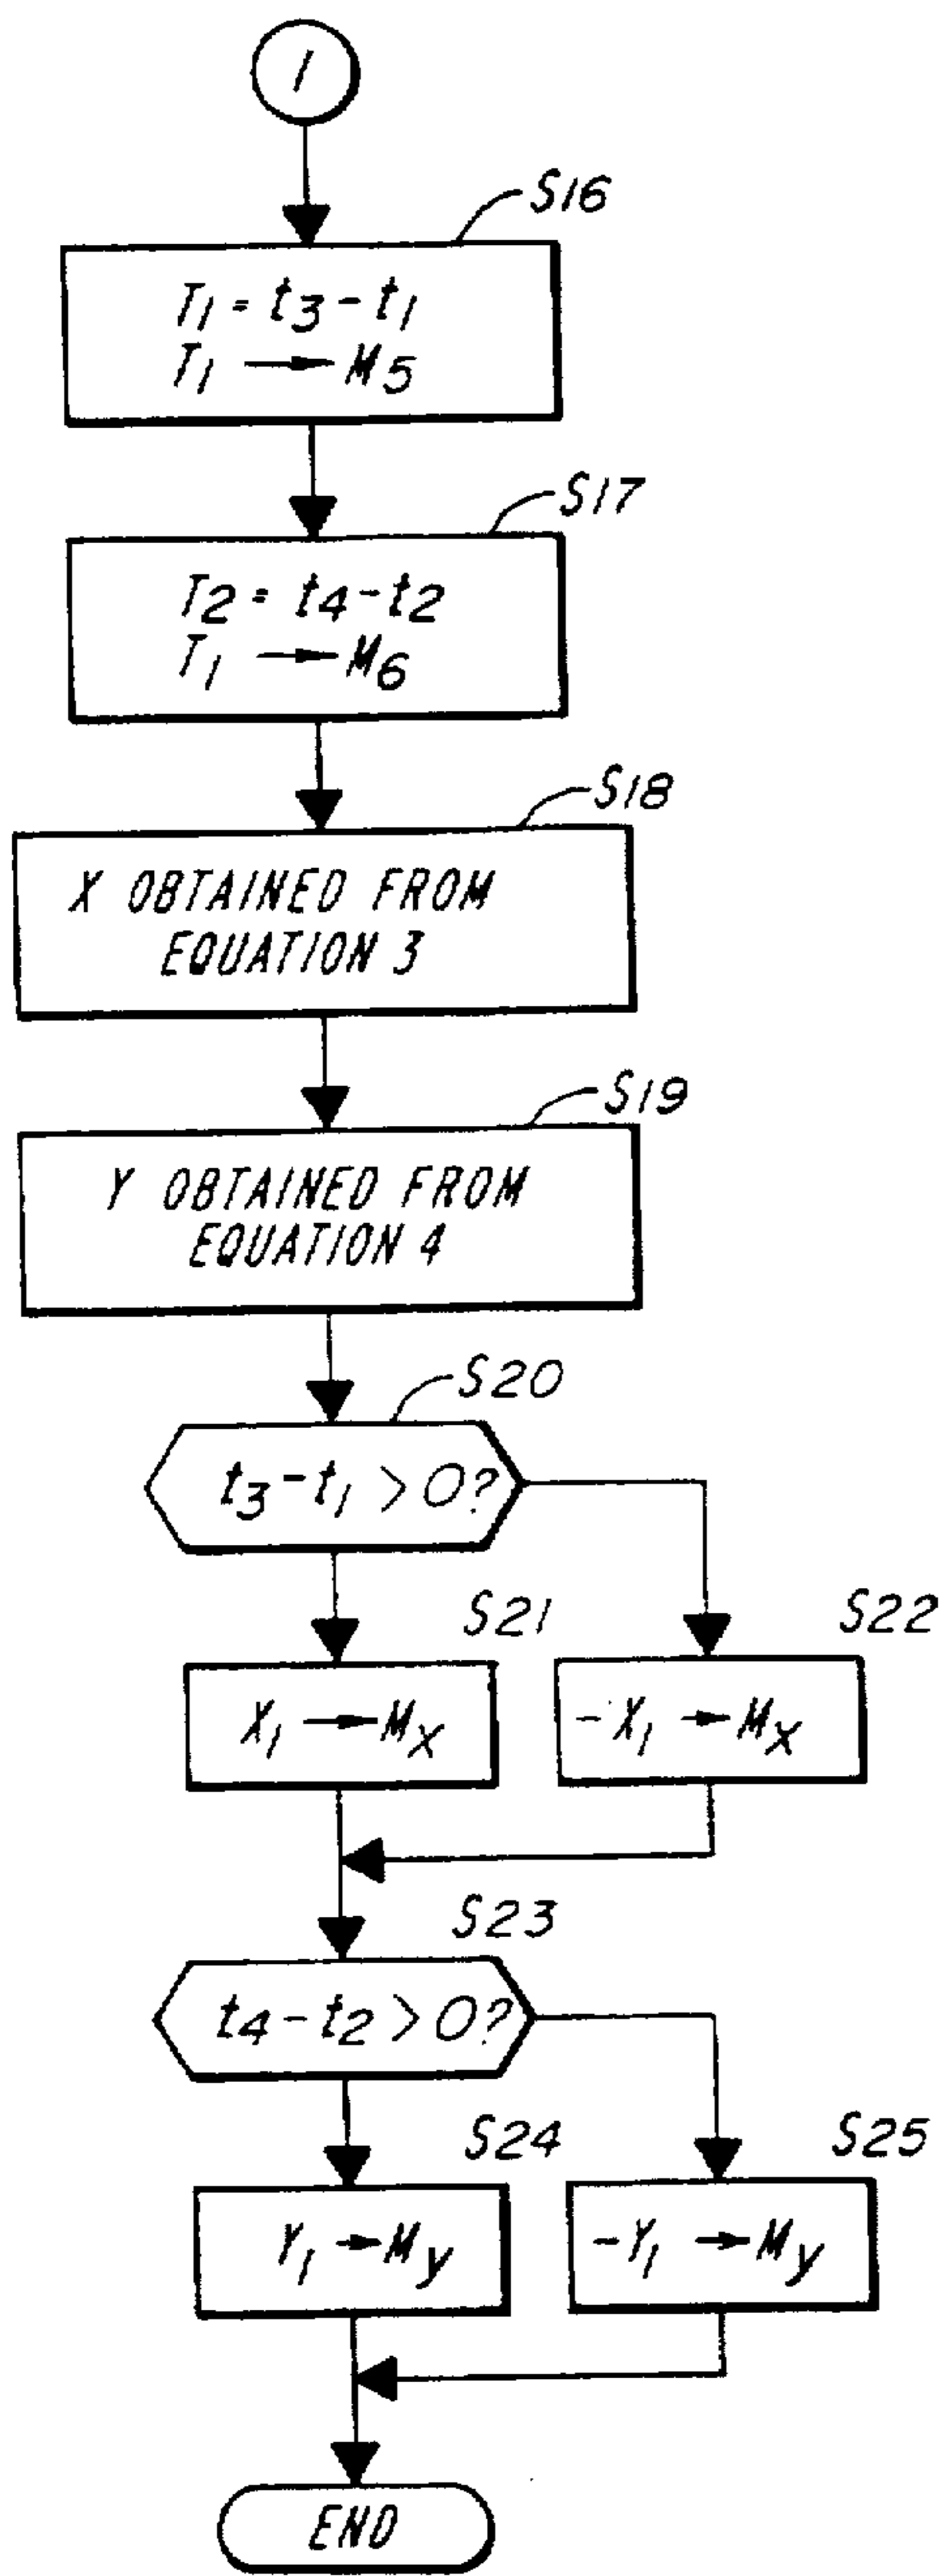 1
S16
T1 = t3 - t1
T1 → M5
S17
T2 = t4 - t2
T1 → M6
S18
X OBTAINED FROM
EQUATION 3
S19
Y OBTAINED FROM
EQUATION 4
S20
t3 - t1 > 0?
S21
S22
X1 → Mx
-X1 → Mx
S23
t4 - t2 > 0?
S24
S25
Y1 → My
-Y1 → My
END